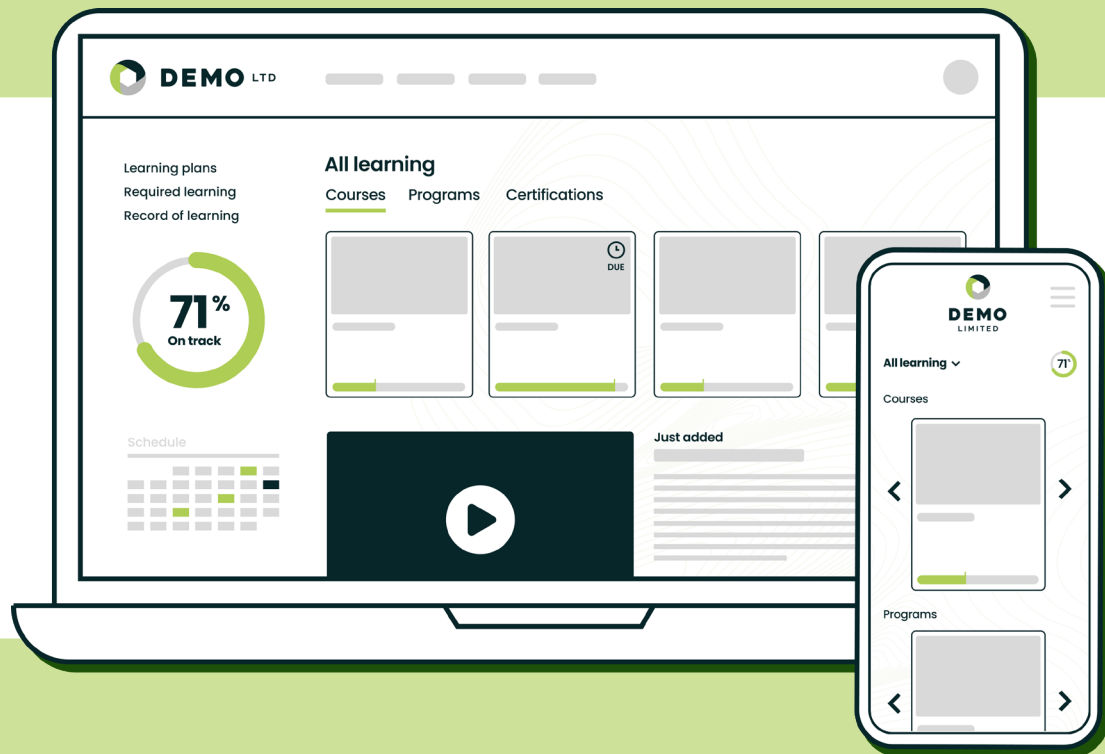 DEMO LTD
Learning plans
Required learning
Record of learning
71%
On track
Schedule
All learning
Courses Programs Certifications
DUE
Just added
DEMO
LIMITED
All learning
71%
Courses
Programs